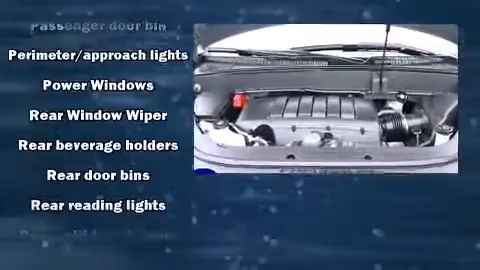 Passenger door bin
Perimeter/approach lights
Power Windows
Rear Window Wiper
Rear beverage holders
Rear door bins
Rear reading lights